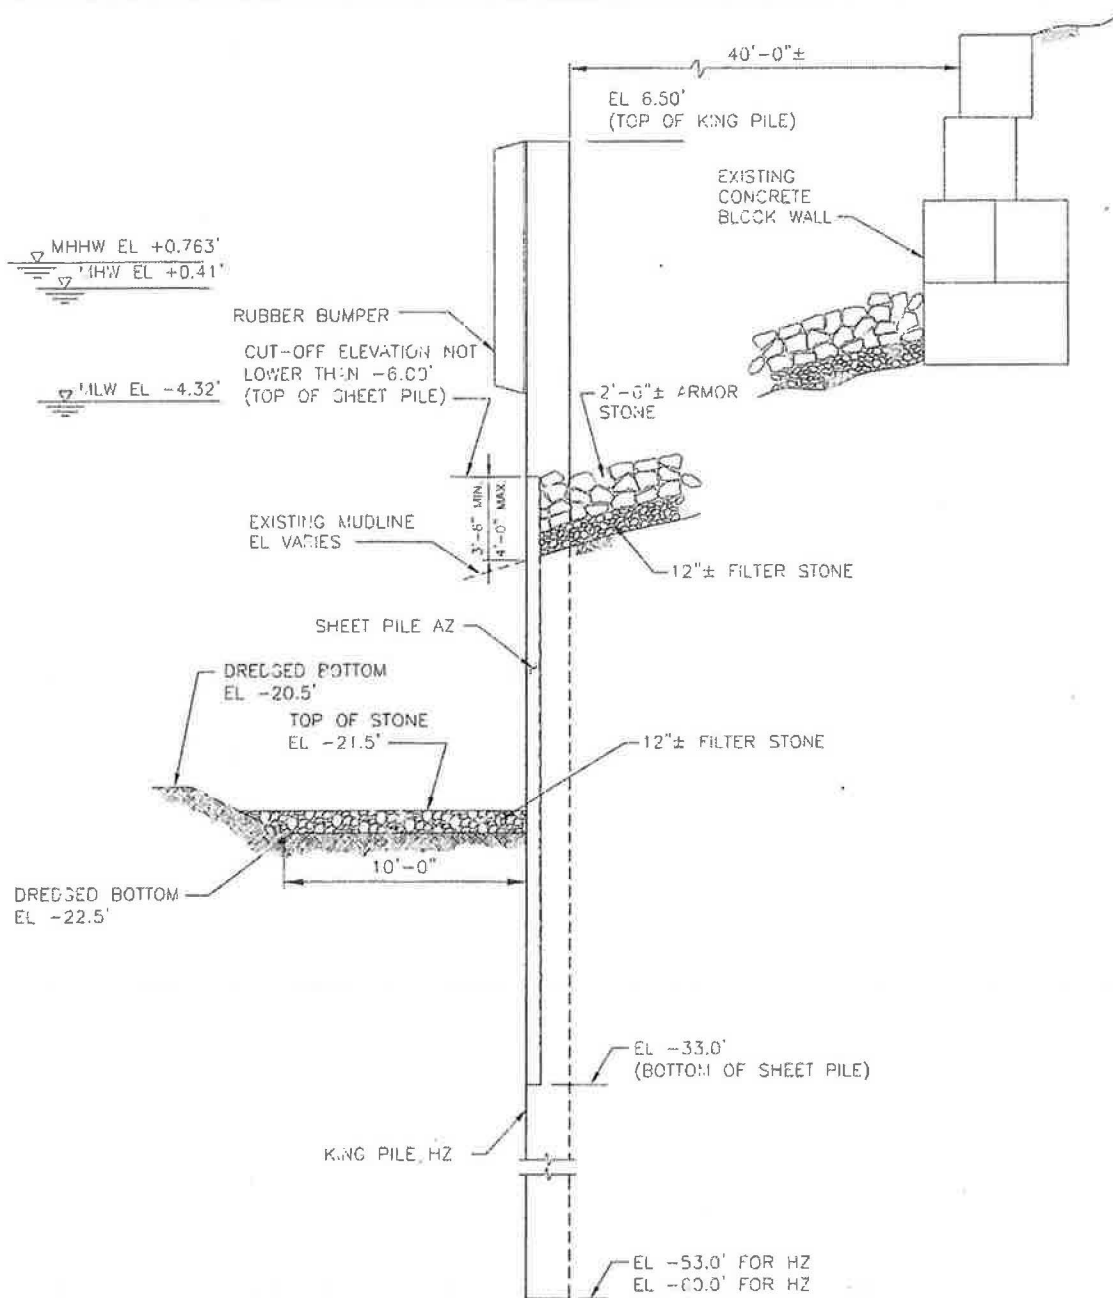 40'-0"±
EL 6.50'
(TOP OF KING PILE)
EXISTING
CONCRETE
BLOCK WALL
MHHW EL +0.763'
MHW EL +0.41'
RUBBER BUMPER
CUT-OFF ELEVATION NOT
LOWER THAN -6.00'
(TOP OF SHEET PILE)
MLW EL -4.32'
ARMOR
STONE
3'-6" MIN.
4'-0" MAX.
EXISTING MUDLINE
EL VARIES
12"± FILTER STONE
SHEET PILE AZ
DREDGED BOTTOM
EL -20.5'
TOP OF STONE
EL -21.5'
12"± FILTER STONE
10'-0"
DREDGED BOTTOM
EL -22.5'
EL -33.0'
(BOTTOM OF SHEET PILE)
KING PILE, HZ
EL -53.0' FOR HZ
EL FOR HZ